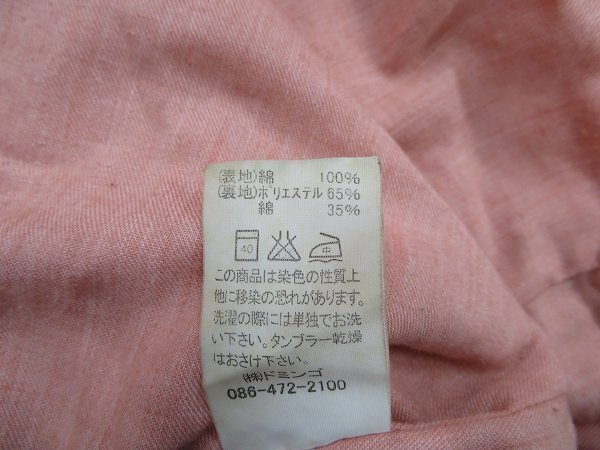 (表地)綿 100%
(裏地)ポリエステル 65%
綿 35%
40 中
この商品は染色の性質上
他に移染の恐れがあります。
洗濯の際には単独でお洗
い下さい。タンブラー乾燥
はおさけ下さい。
(株)ドミンゴ
086-472-2100